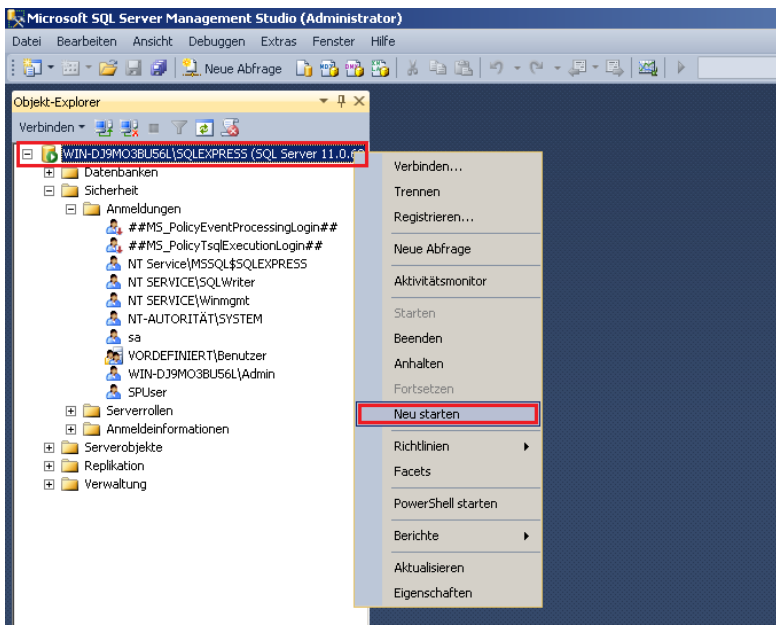 Microsoft SQL Server Management Studio (Administrator)
Datei Bearbeiten Ansicht Debuggen Extras Fenster Hilfe
Neue Abfrage
Objekt-Explorer
Verbinden
WIN-DJ9MO3BU56L\SQLEXPRESS (SQL Server 11.0.6
Datenbanken
Sicherheit
Anmeldungen
##MS_PolicyEventProcessingLogin##
##MS_PolicyTsqlExecutionLogin##
NT Service\MSSQL$SQLEXPRESS
NT SERVICE\SQLWriter
NT SERVICE\Winmgmt
NT-AUTORITÄT\SYSTEM
sa
VORDEFINIERT\Benutzer
WIN-DJ9MO3BU56L\Admin
SPUser
Serverrollen
Anmeldeinformationen
Serverobjekte
Replikation
Verwaltung
Verbinden...
Trennen
Registrieren...
Neue Abfrage
Aktivitätsmonitor
Starten
Beenden
Anhalten
Fortsetzen
Neu starten
Richtlinien
Facets
PowerShell starten
Berichte
Aktualisieren
Eigenschaften